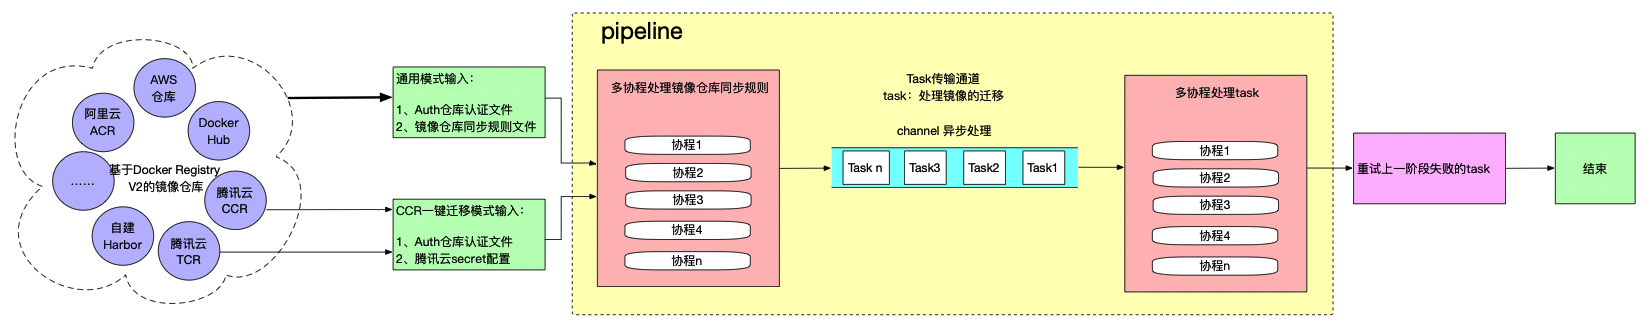 AWS
仓库
阿里云
ACR
Docker
Hub
......
基于Docker Registry
V2的镜像仓库
腾讯云
CCR
自建
Harbor
腾讯云
TCR
通用模式输入：
1、Auth仓库认证文件
2、镜像仓库同步规则文件
CCR一键迁移模式输入：
1、Auth仓库认证文件
2、腾讯云secret配置
pipeline
多协程处理镜像仓库同步规则
协程1
协程2
协程3
协程4
协程n
Task传输通道
task：处理镜像的迁移
channel 异步处理
Task n
Task3
Task2
Task1
多协程处理task
协程1
协程2
协程3
协程4
协程n
重试上一阶段失败的task
结束